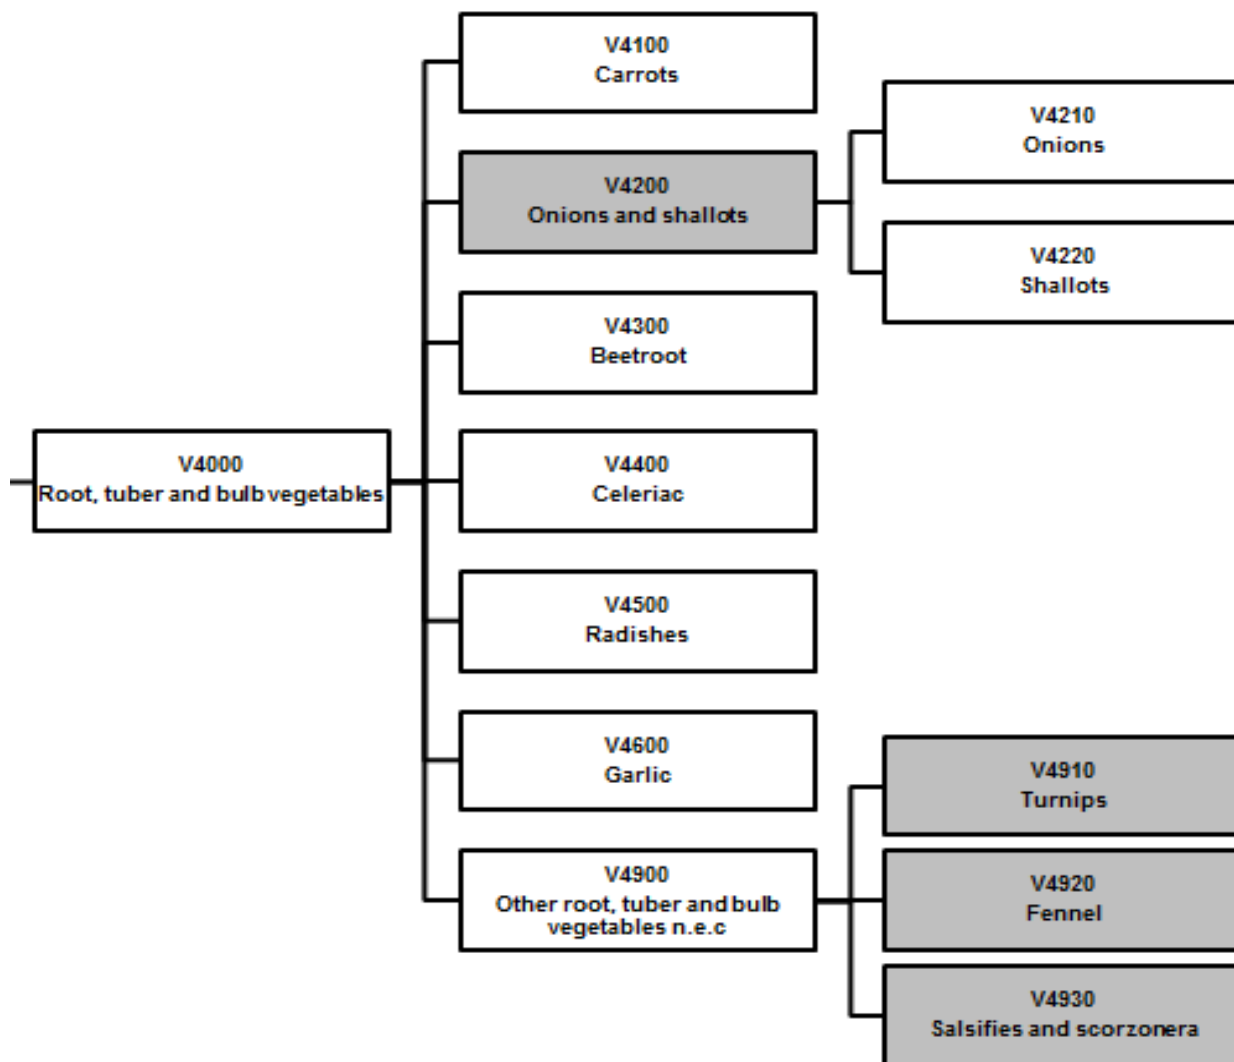 V4100
Carrots
V4200
Onions and shallots
V4210
Onions
V4220
Shallots
V4300
Beetroot
V4000
Root, tuber and bulb vegetables
V4400
Celeriac
V4500
Radishes
V4600
Garlic
V4900
Other root, tuber and bulb
vegetables n.e.c
V4910
Turnips
V4920
Fennel
V4930
Salsifies and scorzonera